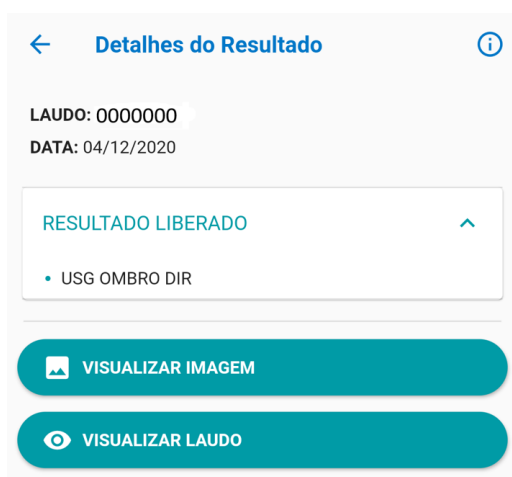 Detalhes do Resultado
LAUDO: 0000000
DATA: 04/12/2020
RESULTADO LIBERADO
• USG OMBRO DIR
VISUALIZAR IMAGEM
VISUALIZAR LAUDO